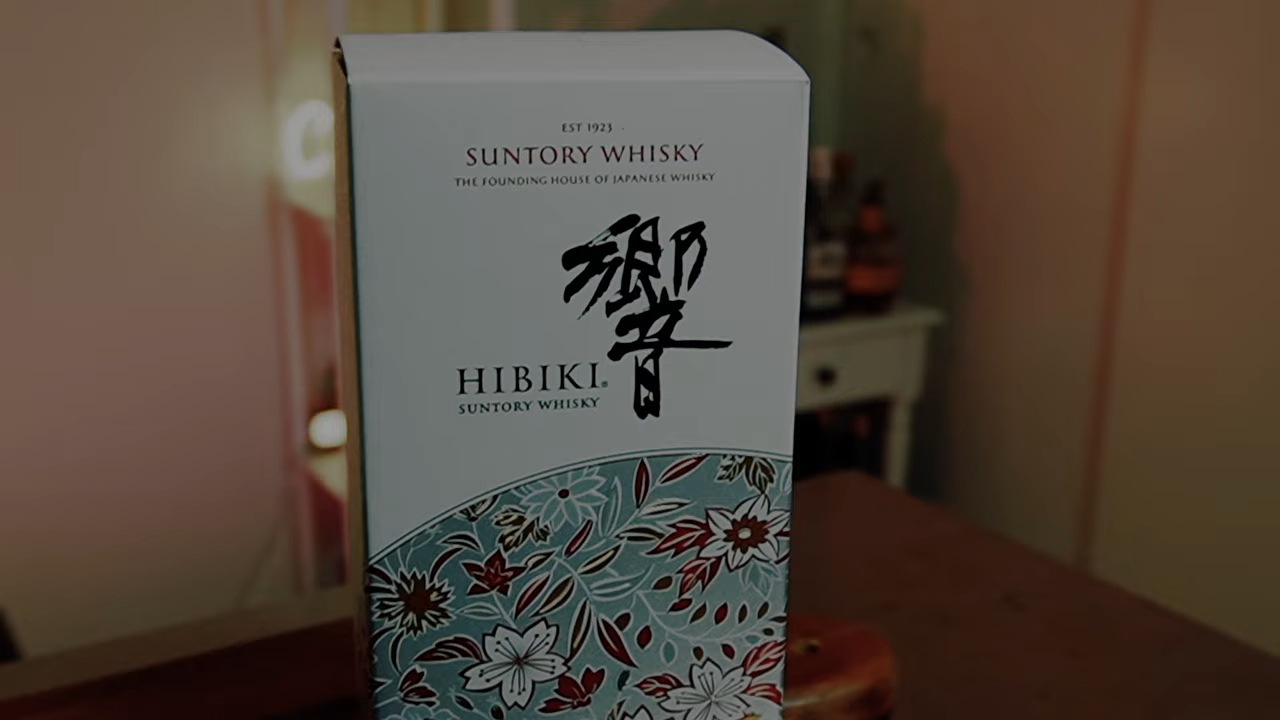 EST 1923
SUNTORY WHISKY
THE FOUNDING HOUSE OF JAPANESE WHISKY
響
HIBIKI®
SUNTORY WHISKY